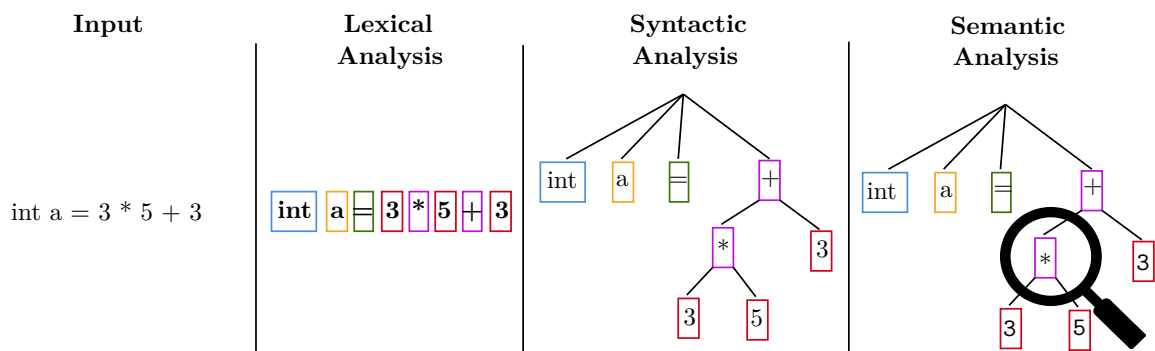 Input
Lexical
Analysis
Syntactic
Analysis
Semantic
Analysis
int a = 3 * 5 + 3
int a = 3 * 5 + 3
int a = +
* 3
3 5
int a = +
* 3
3 5